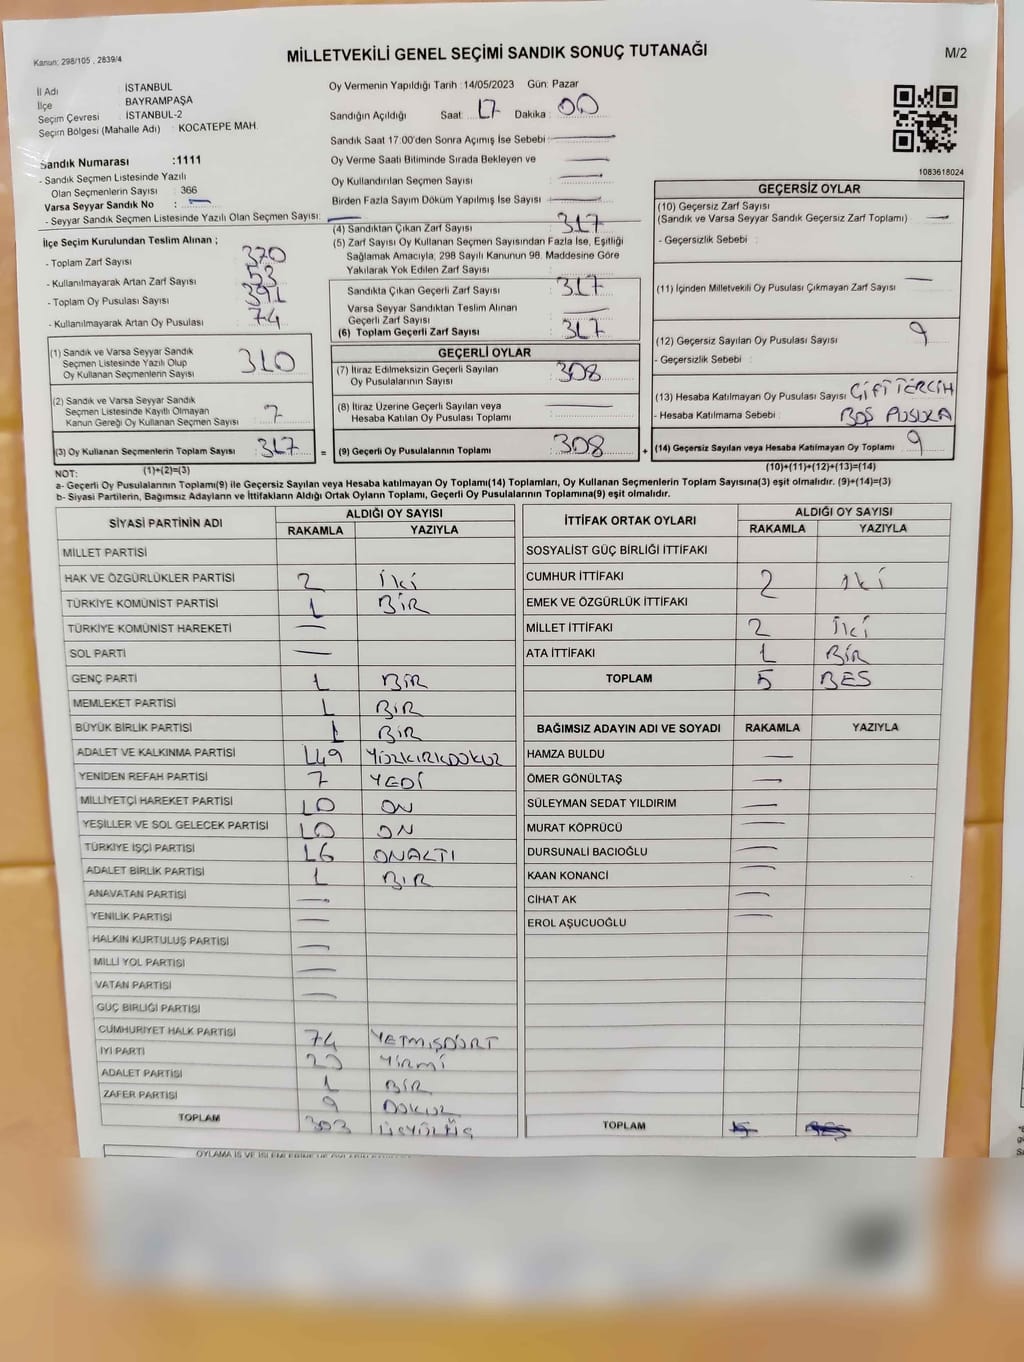 Kanun: 298/105 , 2839/4
MİLLETVEKİLİ GENEL SEÇİMİ SANDIK SONUÇ TUTANAĞI
M/2
İl Adı İSTANBUL
İlçe BAYRAMPAŞA
Seçim Çevresi İSTANBUL-2
Seçim Bölgesi (Mahalle Adı) : KOCATEPE MAH.
Sandık Numarası :1111
- Sandık Seçmen Listesinde Yazılı
Olan Seçmenlerin Sayısı : 366
Varsa Seyyar Sandık No : —
- Seyyar Sandık Seçmen Listesinde Yazılı Olan Seçmen Sayısı: —
Oy Vermenin Yapıldığı Tarih :14/05/2023 Gün: Pazar
Sandığın Açıldığı Saat: 17 Dakika: 00
Sandık Saat 17:00'den Sonra Açımış İse Sebebi: —
Oy Verme Saati Bitiminde Sırada Bekleyen ve —
Oy Kullandırılan Seçmen Sayısı : —
Birden Fazla Sayım Döküm Yapılmış İse Sayısı : —
1083618024
İlçe Seçim Kurulundan Teslim Alınan ;
- Toplam Zarf Sayısı 370
- Kullanılmayarak Artan Zarf Sayısı : 53
- Toplam Oy Pusulası Sayısı 391
- Kullanılmayarak Artan Oy Pusulası : 74
(1) Sandık ve Varsa Seyyar Sandık
Seçmen Listesinde Yazılı Olup
Oy Kullanan Seçmenlerin Sayısı 310
(2) Sandık ve Varsa Seyyar Sandık
Seçmen Listesinde Kayıtlı Olmayan
Kanun Gereği Oy Kullanan Seçmen Sayısı : 7
(3) Oy Kullanan Seçmenlerin Toplam Sayısı : 317
(4) Sandıktan Çıkan Zarf Sayısı : 317
(5) Zarf Sayısı Oy Kullanan Seçmen Sayısından Fazla İse, Eşitliği
Sağlamak Amacıyla, 298 Sayılı Kanunun 98. Maddesine Göre
Yakılarak Yok Edilen Zarf Sayısı
Sandıkta Çıkan Geçerli Zarf Sayısı : 317
Varsa Seyyar Sandıktan Teslim Alınan
Geçerli Zarf Sayısı : —
(6) Toplam Geçerli Zarf Sayısı : 317
GEÇERLİ OYLAR
(7) İtiraz Edilmeksizin Geçerli Sayılan
Oy Pusulalarının Sayısı : 308
(8) İtiraz Üzerine Geçerli Sayılan veya
Hesaba Katılan Oy Pusulası Toplamı : —
= (9) Geçerli Oy Pusulalarının Toplamı : 308
GEÇERSİZ OYLAR
(10) Geçersiz Zarf Sayısı
(Sandık ve Varsa Seyyar Sandık Geçersiz Zarf Toplamı) : —
- Geçersizlik Sebebi :
(11) İçinden Milletvekili Oy Pusulası Çıkmayan Zarf Sayısı : —
(12) Geçersiz Sayılan Oy Pusulası Sayısı : 9
- Geçersizlik Sebebi :
(13) Hesaba Katılmayan Oy Pusulası Sayısı : ÇİFT TERCİH
- Hesaba Katılmama Sebebi : BOŞ PUSULA
+ (14) Geçersiz Sayılan veya Hesaba Katılmayan Oy Toplamı : 9
NOT: (1)+(2)=(3)
(10)+(11)+(12)+(13)=(14)
a- Geçerli Oy Pusulalarının Toplamı(9) ile Geçersiz Sayılan veya Hesaba katılmayan Oy Toplamı(14) Toplamları, Oy Kullanan Seçmenlerin Toplam Sayısına(3) eşit olmalıdır. (9)+(14)=(3)
b- Siyasi Partilerin, Bağımsız Adayların ve İttifakların Aldığı Ortak Oyların Toplamı, Geçerli Oy Pusulalarının Toplamına(9) eşit olmalıdır.
SİYASİ PARTİNİN ADI ALDIĞI OY SAYISI
RAKAMLA YAZIYLA
MİLLET PARTİSİ
HAK VE ÖZGÜRLÜKLER PARTİSİ 2 İki
TÜRKİYE KOMÜNİST PARTİSİ 1 BİR
TÜRKİYE KOMÜNİST HAREKETİ —
SOL PARTİ —
GENÇ PARTİ 1 BİR
MEMLEKET PARTİSİ 1 BIR
BÜYÜK BİRLİK PARTİSİ 1 BİR
ADALET VE KALKINMA PARTİSİ 149 YÜZKIRKDOKUZ
YENİDEN REFAH PARTİSİ 7 YEDİ
MİLLİYETÇİ HAREKET PARTİSİ 10 ON
YEŞİLLER VE SOL GELECEK PARTİSİ 10 ON
TÜRKİYE İŞÇİ PARTİSİ 16 ONALTI
ADALET BİRLİK PARTİSİ 1 BIR
ANAVATAN PARTİSİ —
YENİLİK PARTİSİ —
HALKIN KURTULUŞ PARTİSİ —
MİLLİ YOL PARTİSİ —
VATAN PARTİSİ —
GÜÇ BİRLİĞİ PARTİSİ
CUMHURİYET HALK PARTİSİ 74 YETMİŞDÖRT
İYİ PARTİ 20 Yirmi
ADALET PARTİSİ 1 BİR
ZAFER PARTİSİ 9 DOKUZ
TOPLAM 303 ÜÇYÜZÜÇ
İTTİFAK ORTAK OYLARI ALDIĞI OY SAYISI
RAKAMLA YAZIYLA
SOSYALİST GÜÇ BİRLİĞİ İTTİFAKI
CUMHUR İTTİFAKI 2 İki
EMEK VE ÖZGÜRLÜK İTTİFAKI
MİLLET İTTİFAKI 2 İki
ATA İTTİFAKI 1 BİR
TOPLAM 5 BES
BAĞIMSIZ ADAYIN ADI VE SOYADI RAKAMLA YAZIYLA
HAMZA BULDU —
ÖMER GÖNÜLTAŞ —
SÜLEYMAN SEDAT YILDIRIM —
MURAT KÖPRÜCÜ —
DURSUNALİ BACIOĞLU —
KAAN KONANCİ —
CİHAT AK —
EROL AŞUCUOĞLU —
TOPLAM